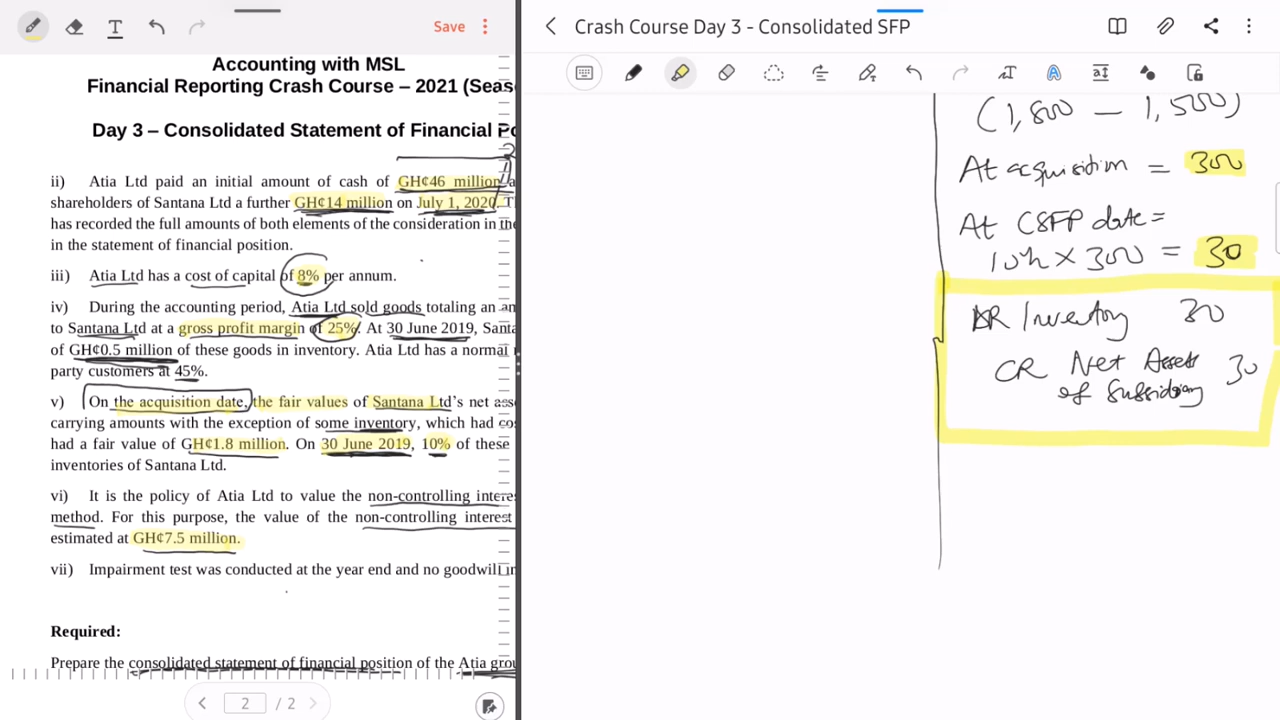 Save
Accounting with MSL
Financial Reporting Crash Course – 2021 (Seas
Day 3 – Consolidated Statement of Financial Po
ii) Atia Ltd paid an initial amount of cash of GH¢46 million a
shareholders of Santana Ltd a further GH¢14 million on July 1, 2020. T
has recorded the full amounts of both elements of the consideration in the
in the statement of financial position.
iii) Atia Ltd has a cost of capital of 8% per annum.
iv) During the accounting period, Atia Ltd sold goods totaling an an
to Santana Ltd at a gross profit margin of 25%. At 30 June 2019, Santa
of GH¢0.5 million of these goods in inventory. Atia Ltd has a normal
party customers at 45%.
v) On the acquisition date, the fair values of Santana Ltd's net asse
carrying amounts with the exception of some inventory, which had cos
had a fair value of GH¢1.8 million. On 30 June 2019, 10% of these
inventories of Santana Ltd.
vi) It is the policy of Atia Ltd to value the non-controlling interes
method. For this purpose, the value of the non-controlling interest
estimated at GH¢7.5 million.
vii) Impairment test was conducted at the year end and no goodwill
Required:
Prepare the consolidated statement of financial position of the Atia grou
2 / 2
Crash Course Day 3 - Consolidated SFP
(1,800 – 1,500)
At acquisition = 300
At CSFP date =
10% × 300 = 30
DR Inventory 30
CR Net Assets 30
of Subsidiary